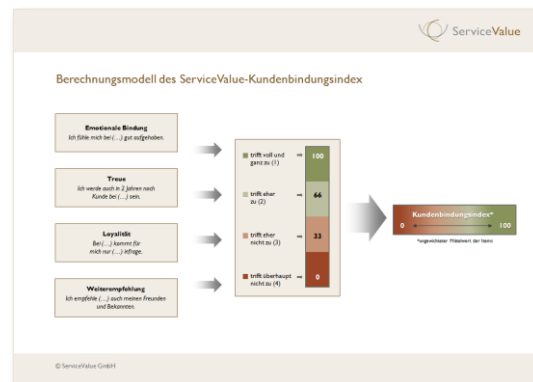 ServiceValue
Berechnungsmodell des ServiceValue-Kundenbindungsindex
Emotionale Bindung
Ich fühle mich bei (...) gut aufgehoben.
Treue
Ich werde auch in 2 Jahren noch
Kunde bei (...) sein.
Loyalität
Bei (...) kommt für
mich nur (...) infrage.
Weiterempfehlung
Ich empfehle (...) auch meinen Freunden
und Bekannten.
trifft voll und
ganz zu (1)
100
trifft eher
zu (2)
66
trifft eher
nicht zu (3)
33
trifft überhaupt
nicht zu (4)
0
Kundenbindungsindex*
0 100
*ungewichteter Mittelwert der Items
© ServiceValue GmbH